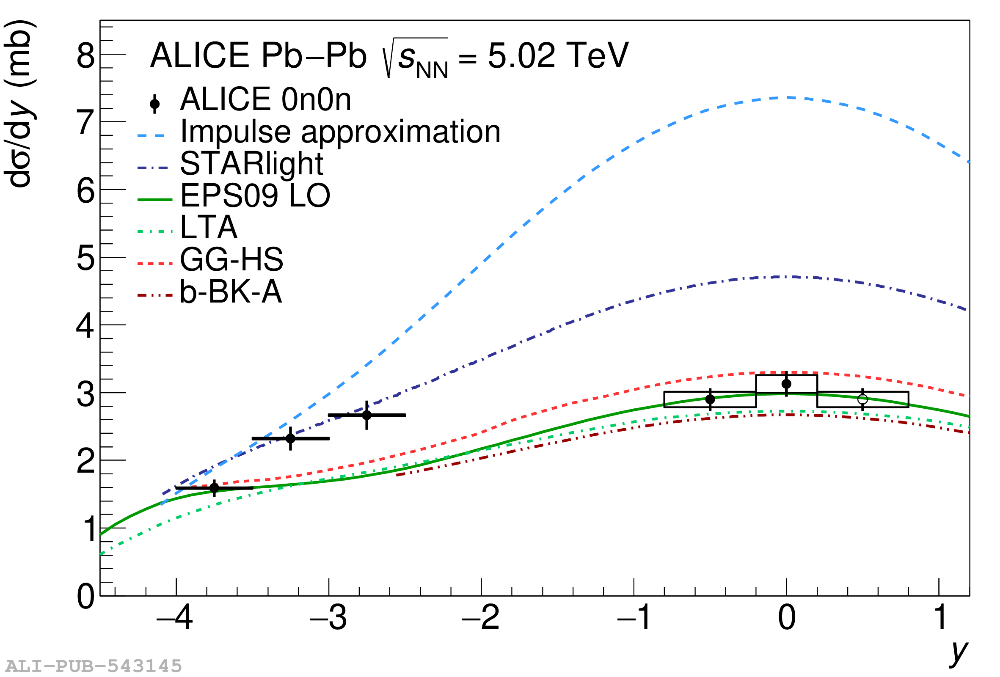 dσ/dy (mb)
ALICE Pb−Pb √sNN = 5.02 TeV
ALICE 0n0n
Impulse approximation
STARlight
EPS09 LO
LTA
GG-HS
b-BK-A
8
7
6
5
4
3
2
1
0
−4 −3 −2 −1 0 1
y
ALI−PUB−543145